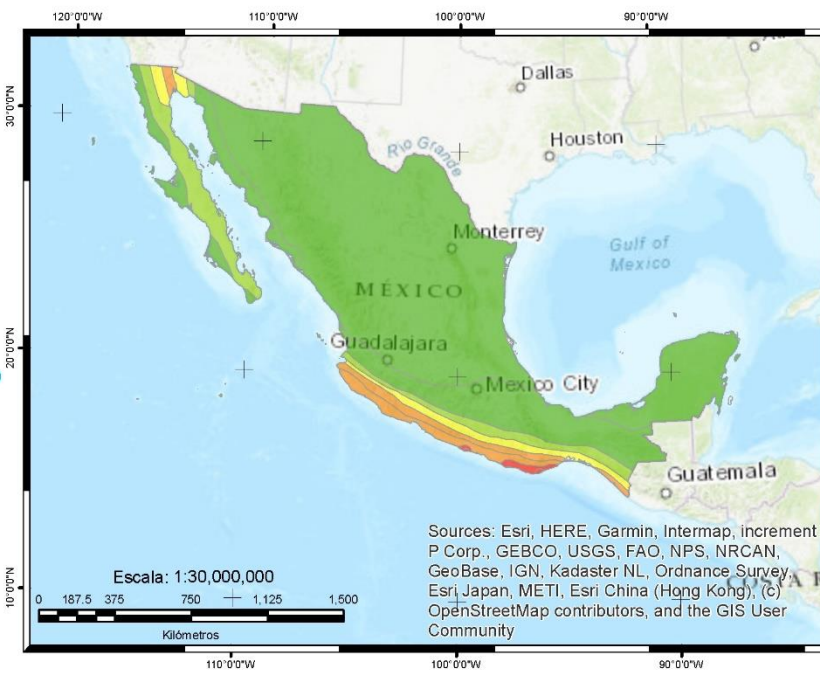 120°0'0"W
110°0'0"W
100°0'0"W
90°0'0"W
30°0'0"N
Dallas
Houston
Rio Grande
Monterrey
Gulf of
Mexico
MÉXICO
20°0'0"N
Guadalajara
Mexico City
Guatemala
Sources: Esri, HERE, Garmin, Intermap, increment
P Corp., GEBCO, USGS, FAO, NPS, NRCAN,
GeoBase, IGN, Kadaster NL, Ordnance Survey,
Esri Japan, METI, Esri China (Hong Kong), (c)
OpenStreetMap contributors, and the GIS User
Community
COSTA R
10°0'0"N
Escala: 1:30,000,000
0 187.5 375 750 1,125 1,500
Kilómetros
110°0'0"W
100°0'0"W
90°0'0"W